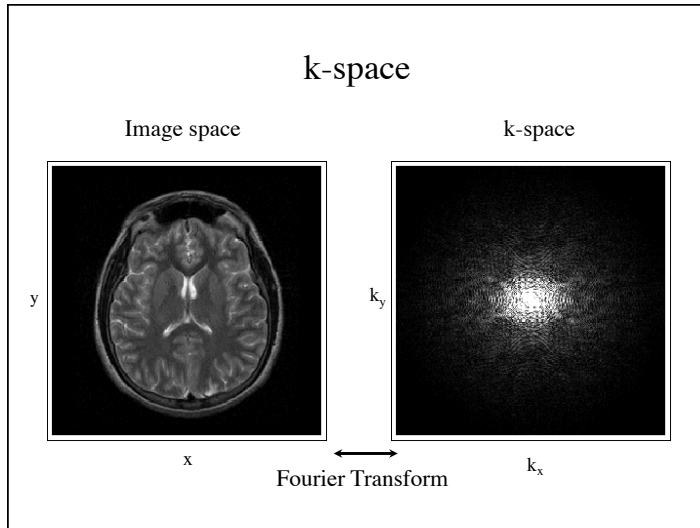 k-space
Image space
k-space
y
k_y
x
k_x
Fourier Transform